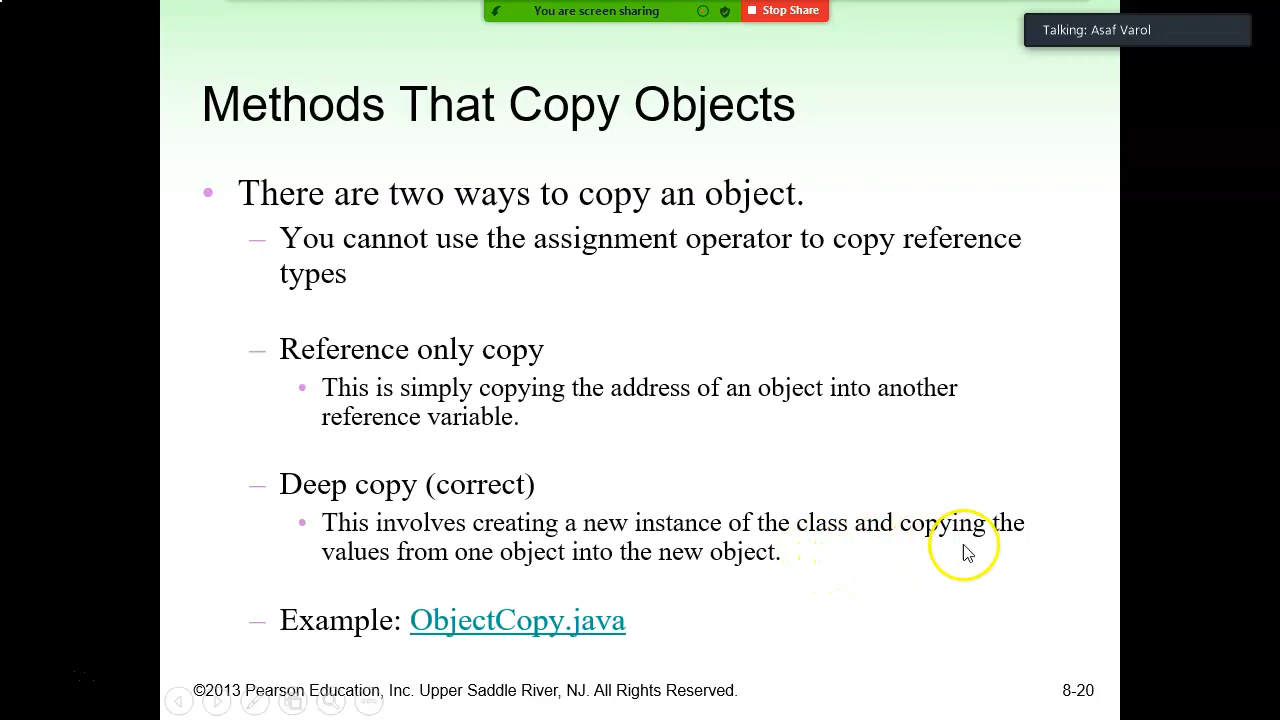 You are screen sharing
Stop Share
Talking: Asaf Varol
Methods That Copy Objects
• There are two ways to copy an object.
– You cannot use the assignment operator to copy reference
types
– Reference only copy
• This is simply copying the address of an object into another
reference variable.
– Deep copy (correct)
• This involves creating a new instance of the class and copying the
values from one object into the new object.
– Example: ObjectCopy.java
©2013 Pearson Education, Inc. Upper Saddle River, NJ. All Rights Reserved.
8-20